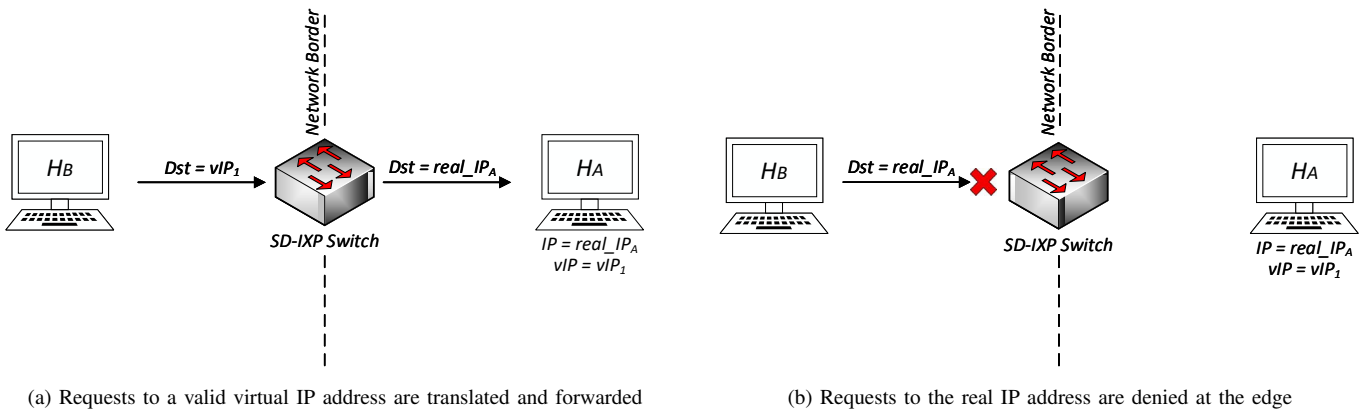 Network Border
HB
Dst = vIP1
Dst = real_IPA
HA
SD-IXP Switch
IP = real_IPA
vIP = vIP1
(a) Requests to a valid virtual IP address are translated and forwarded
Network Border
HB
Dst = real_IPA
HA
SD-IXP Switch
IP = real_IPA
vIP = vIP1
(b) Requests to the real IP address are denied at the edge